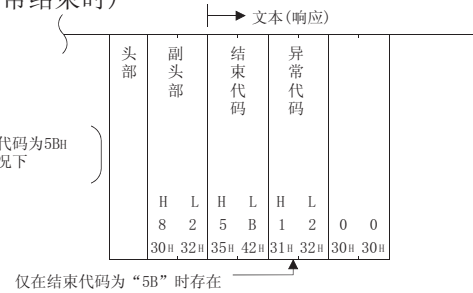 常结束时)
文本(响应)
头部
副头部
结束代码
异常代码
代码为5BH
况下
H L H L H L
8 2 5 B 1 2 0 0
30H 32H 35H 42H 31H 32H 30H 30H
仅在结束代码为“5B”时存在